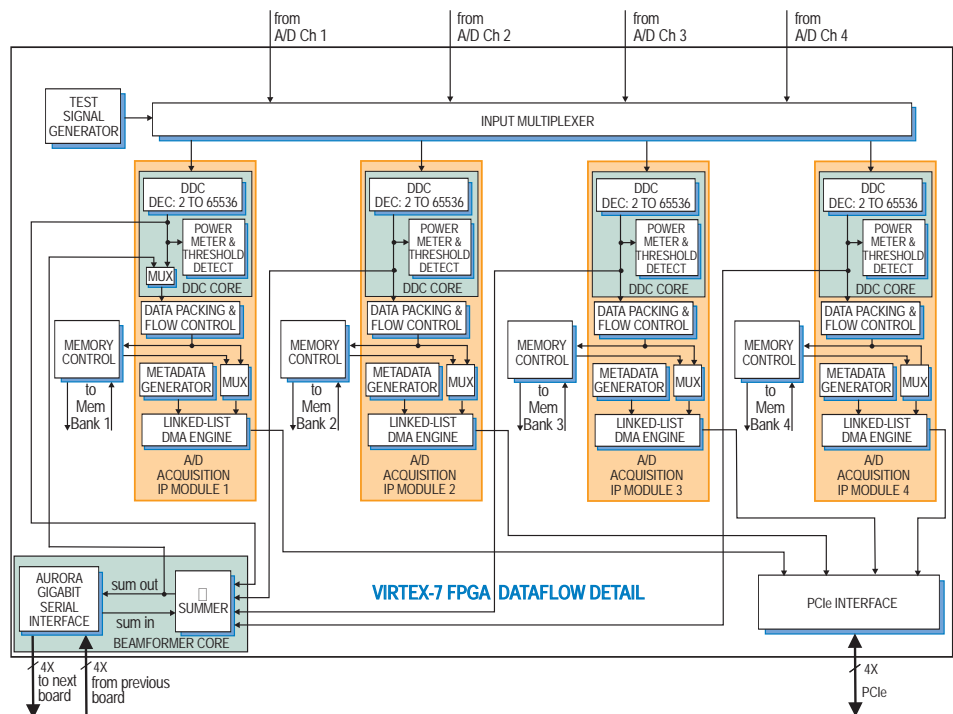 from
A/D Ch 1
from
A/D Ch 2
from
A/D Ch 3
from
A/D Ch 4
TEST
SIGNAL
GENERATOR
INPUT MULTIPLEXER
DDC
DEC: 2 TO 65536
POWER
METER &
THRESHOLD
DETECT
MUX
DDC CORE
DATA PACKING &
FLOW CONTROL
MEMORY
CONTROL
METADATA
GENERATOR
MUX
to
Mem
Bank 1
LINKED-LIST
DMA ENGINE
A/D
ACQUISITION
IP MODULE 1
DDC
DEC: 2 TO 65536
POWER
METER &
THRESHOLD
DETECT
DDC CORE
DATA PACKING &
FLOW CONTROL
MEMORY
CONTROL
METADATA
GENERATOR
MUX
to
Mem
Bank 2
LINKED-LIST
DMA ENGINE
A/D
ACQUISITION
IP MODULE 2
DDC
DEC: 2 TO 65536
POWER
METER &
THRESHOLD
DETECT
DDC CORE
DATA PACKING &
FLOW CONTROL
MEMORY
CONTROL
METADATA
GENERATOR
MUX
to
Mem
Bank 3
LINKED-LIST
DMA ENGINE
A/D
ACQUISITION
IP MODULE 3
DDC
DEC: 2 TO 65536
POWER
METER &
THRESHOLD
DETECT
DDC CORE
DATA PACKING &
FLOW CONTROL
MEMORY
CONTROL
METADATA
GENERATOR
MUX
to
Mem
Bank 4
LINKED-LIST
DMA ENGINE
A/D
ACQUISITION
IP MODULE 4
AURORA
GIGABIT
SERIAL
INTERFACE
sum out
sum in
SUMMER
BEAMFORMER CORE
VIRTEX-7 FPGA DATAFLOW DETAIL
PCIe INTERFACE
4X
to next
board
4X
from previous
board
4X
PCIe